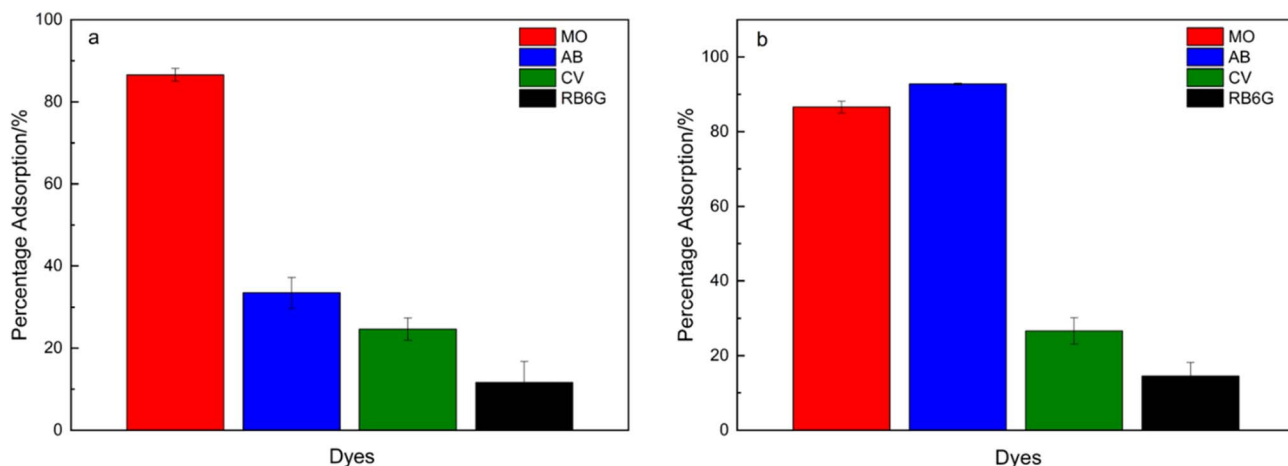 a
MO
AB
CV
RB6G
100
80
60
40
20
0
Percentage Adsorption/%
Dyes
b
MO
AB
CV
RB6G
100
80
60
40
20
0
Percentage Adsorption/%
Dyes